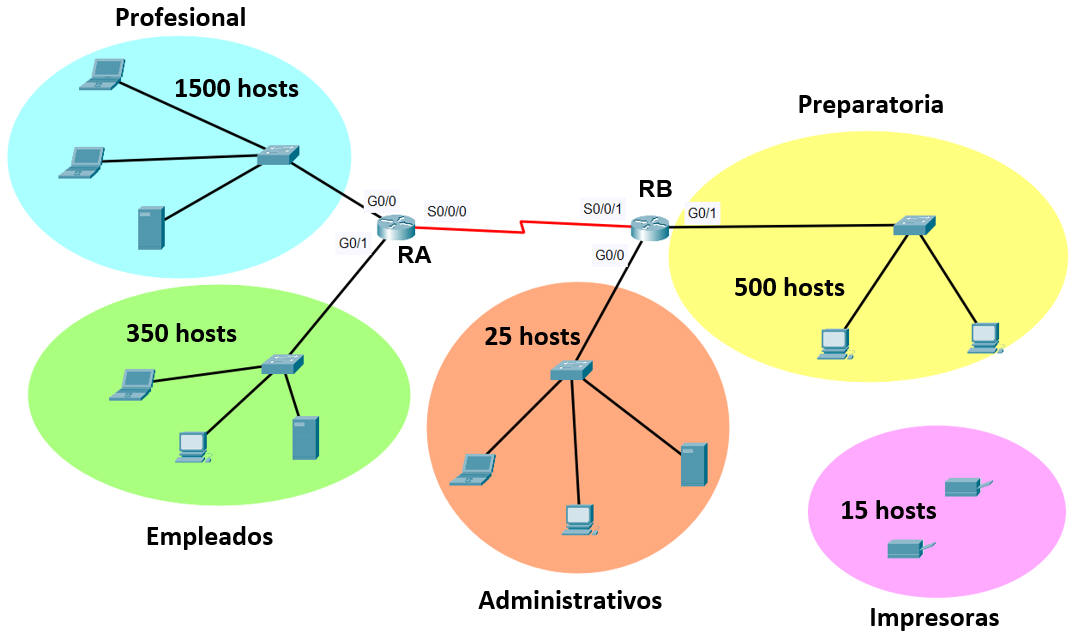 Profesional
1500 hosts
Preparatoria
RB
G0/0
S0/0/0
S0/0/1
G0/1
G0/1
RA
G0/0
500 hosts
350 hosts
25 hosts
15 hosts
Empleados
Administrativos
Impresoras